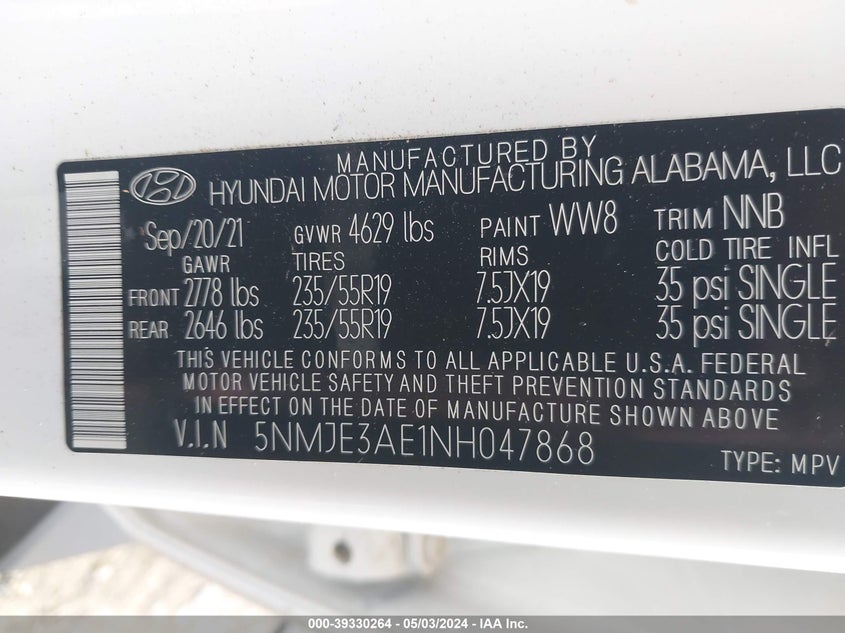 MANUFACTURED BY
HYUNDAI MOTOR MANUFACTURING ALABAMA, LLC
Sep/20/21 GVWR 4629 lbs PAINT WW8 TRIM NNB
GAWR TIRES RIMS COLD TIRE INFL
FRONT 2778 lbs 235/55R19 7.5JX19 35 psi SINGLE
REAR 2646 lbs 235/55R19 7.5JX19 35 psi SINGLE
THIS VEHICLE CONFORMS TO ALL APPLICABLE U.S.A. FEDERAL
MOTOR VEHICLE SAFETY AND THEFT PREVENTION STANDARDS
IN EFFECT ON THE DATE OF MANUFACTURE SHOWN ABOVE
V.I.N 5NMJE3AE1NH047868
TYPE: MPV
000-39330264 - 05/03/2024 - IAA Inc.